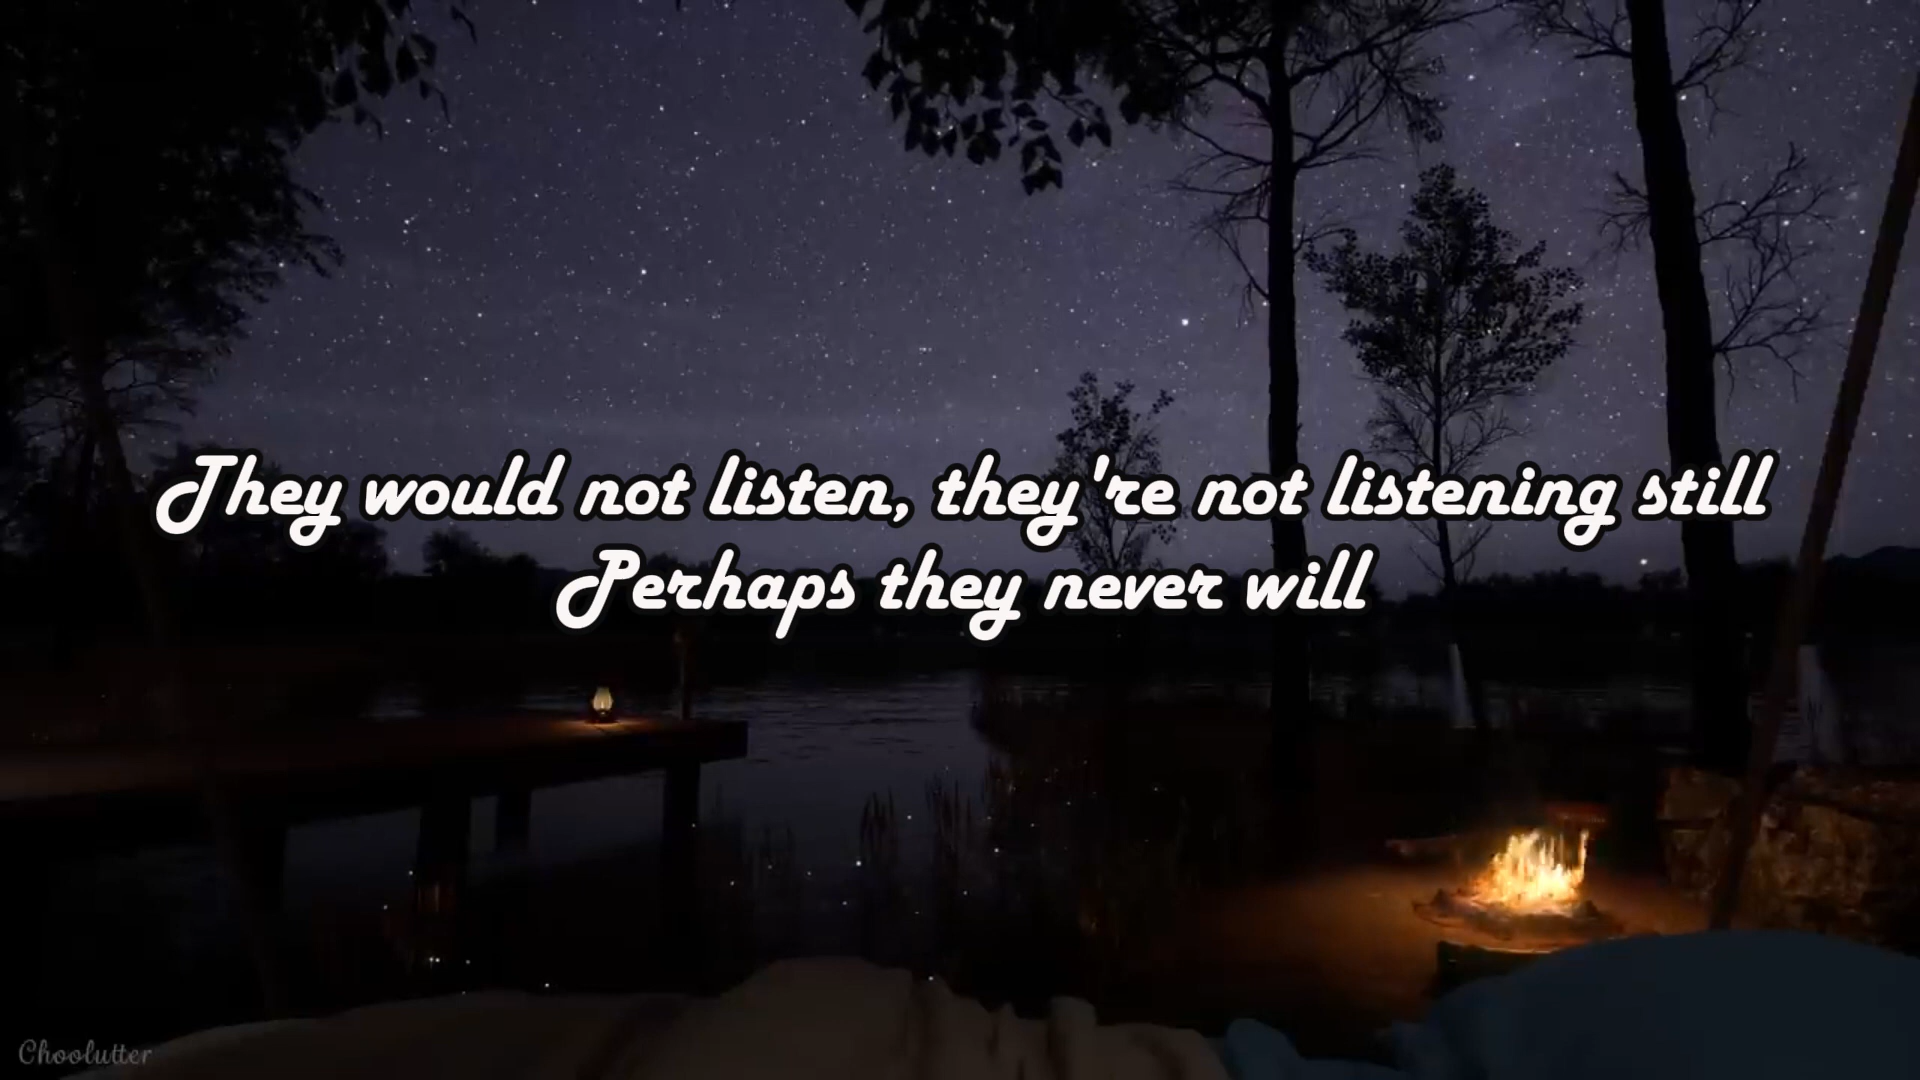 They would not listen, they're not listening still
Perhaps they never will
Choolutter